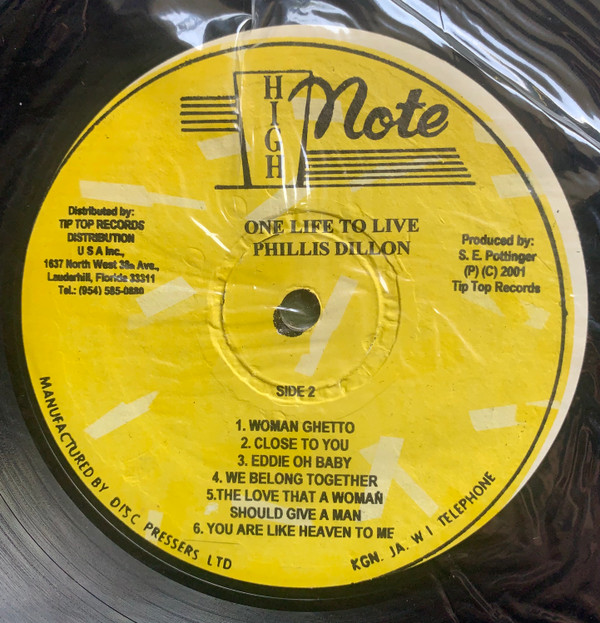 HIGH Note
ONE LIFE TO LIVE
PHILLIS DILLON
Distributed by:
TIP TOP RECORDS
DISTRIBUTION
U S A Inc.,
1637 North West 38th Ave.,
Lauderhill, Floride 33311
Tel.: (954) 585-0880
Produced by:
S. E. Pottinger
(P) (C) 2001
Tip Top Records
SIDE 2
1. WOMAN GHETTO
2. CLOSE TO YOU
3. EDDIE OH BABY
4. WE BELONG TOGETHER
5.THE LOVE THAT A WOMAN
SHOULD GIVE A MAN
6. YOU ARE LIKE HEAVEN TO ME
MANUFACTURED BY DISC PRESSERS LTD
KGN. JA. W I TELEPHONE